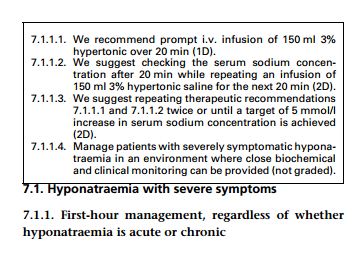 7.1.1.1. We recommend prompt i.v. infusion of 150 ml 3%
hypertonic over 20 min (1D).
7.1.1.2. We suggest checking the serum sodium concen-
tration after 20 min while repeating an infusion of
150 ml 3% hypertonic saline for the next 20 min (2D).
7.1.1.3. We suggest repeating therapeutic recommendations
7.1.1.1 and 7.1.1.2 twice or until a target of 5 mmol/l
increase in serum sodium concentration is achieved
(2D).
7.1.1.4. Manage patients with severely symptomatic hypona-
traemia in an environment where close biochemical
and clinical monitoring can be provided (not graded).
7.1. Hyponatraemia with severe symptoms
7.1.1. First-hour management, regardless of whether
hyponatraemia is acute or chronic